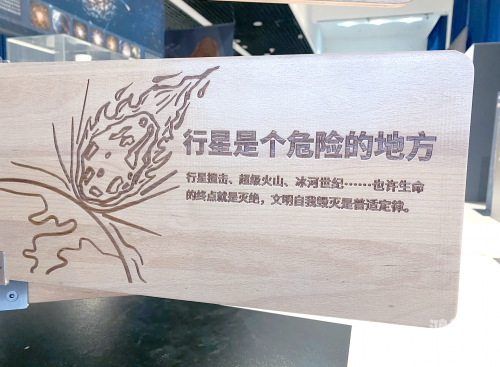 行星是个危险的地方
行星撞击、超级火山、冰河世纪……也许生命
的终点就是灭绝，文明自我毁灭是普适定律。